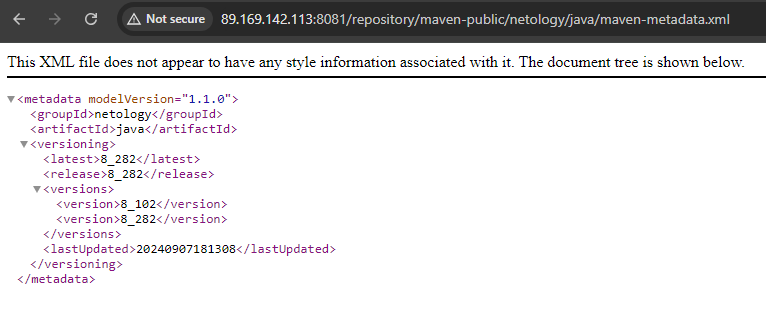 Not secure 89.169.142.113:8081/repository/maven-public/netology/java/maven-metadata.xml
This XML file does not appear to have any style information associated with it. The document tree is shown below.
<metadata modelVersion="1.1.0">
<groupId>netology</groupId>
<artifactId>java</artifactId>
<versioning>
<latest>8_282</latest>
<release>8_282</release>
<versions>
<version>8_102</version>
<version>8_282</version>
</versions>
<lastUpdated>20240907181308</lastUpdated>
</versioning>
</metadata>